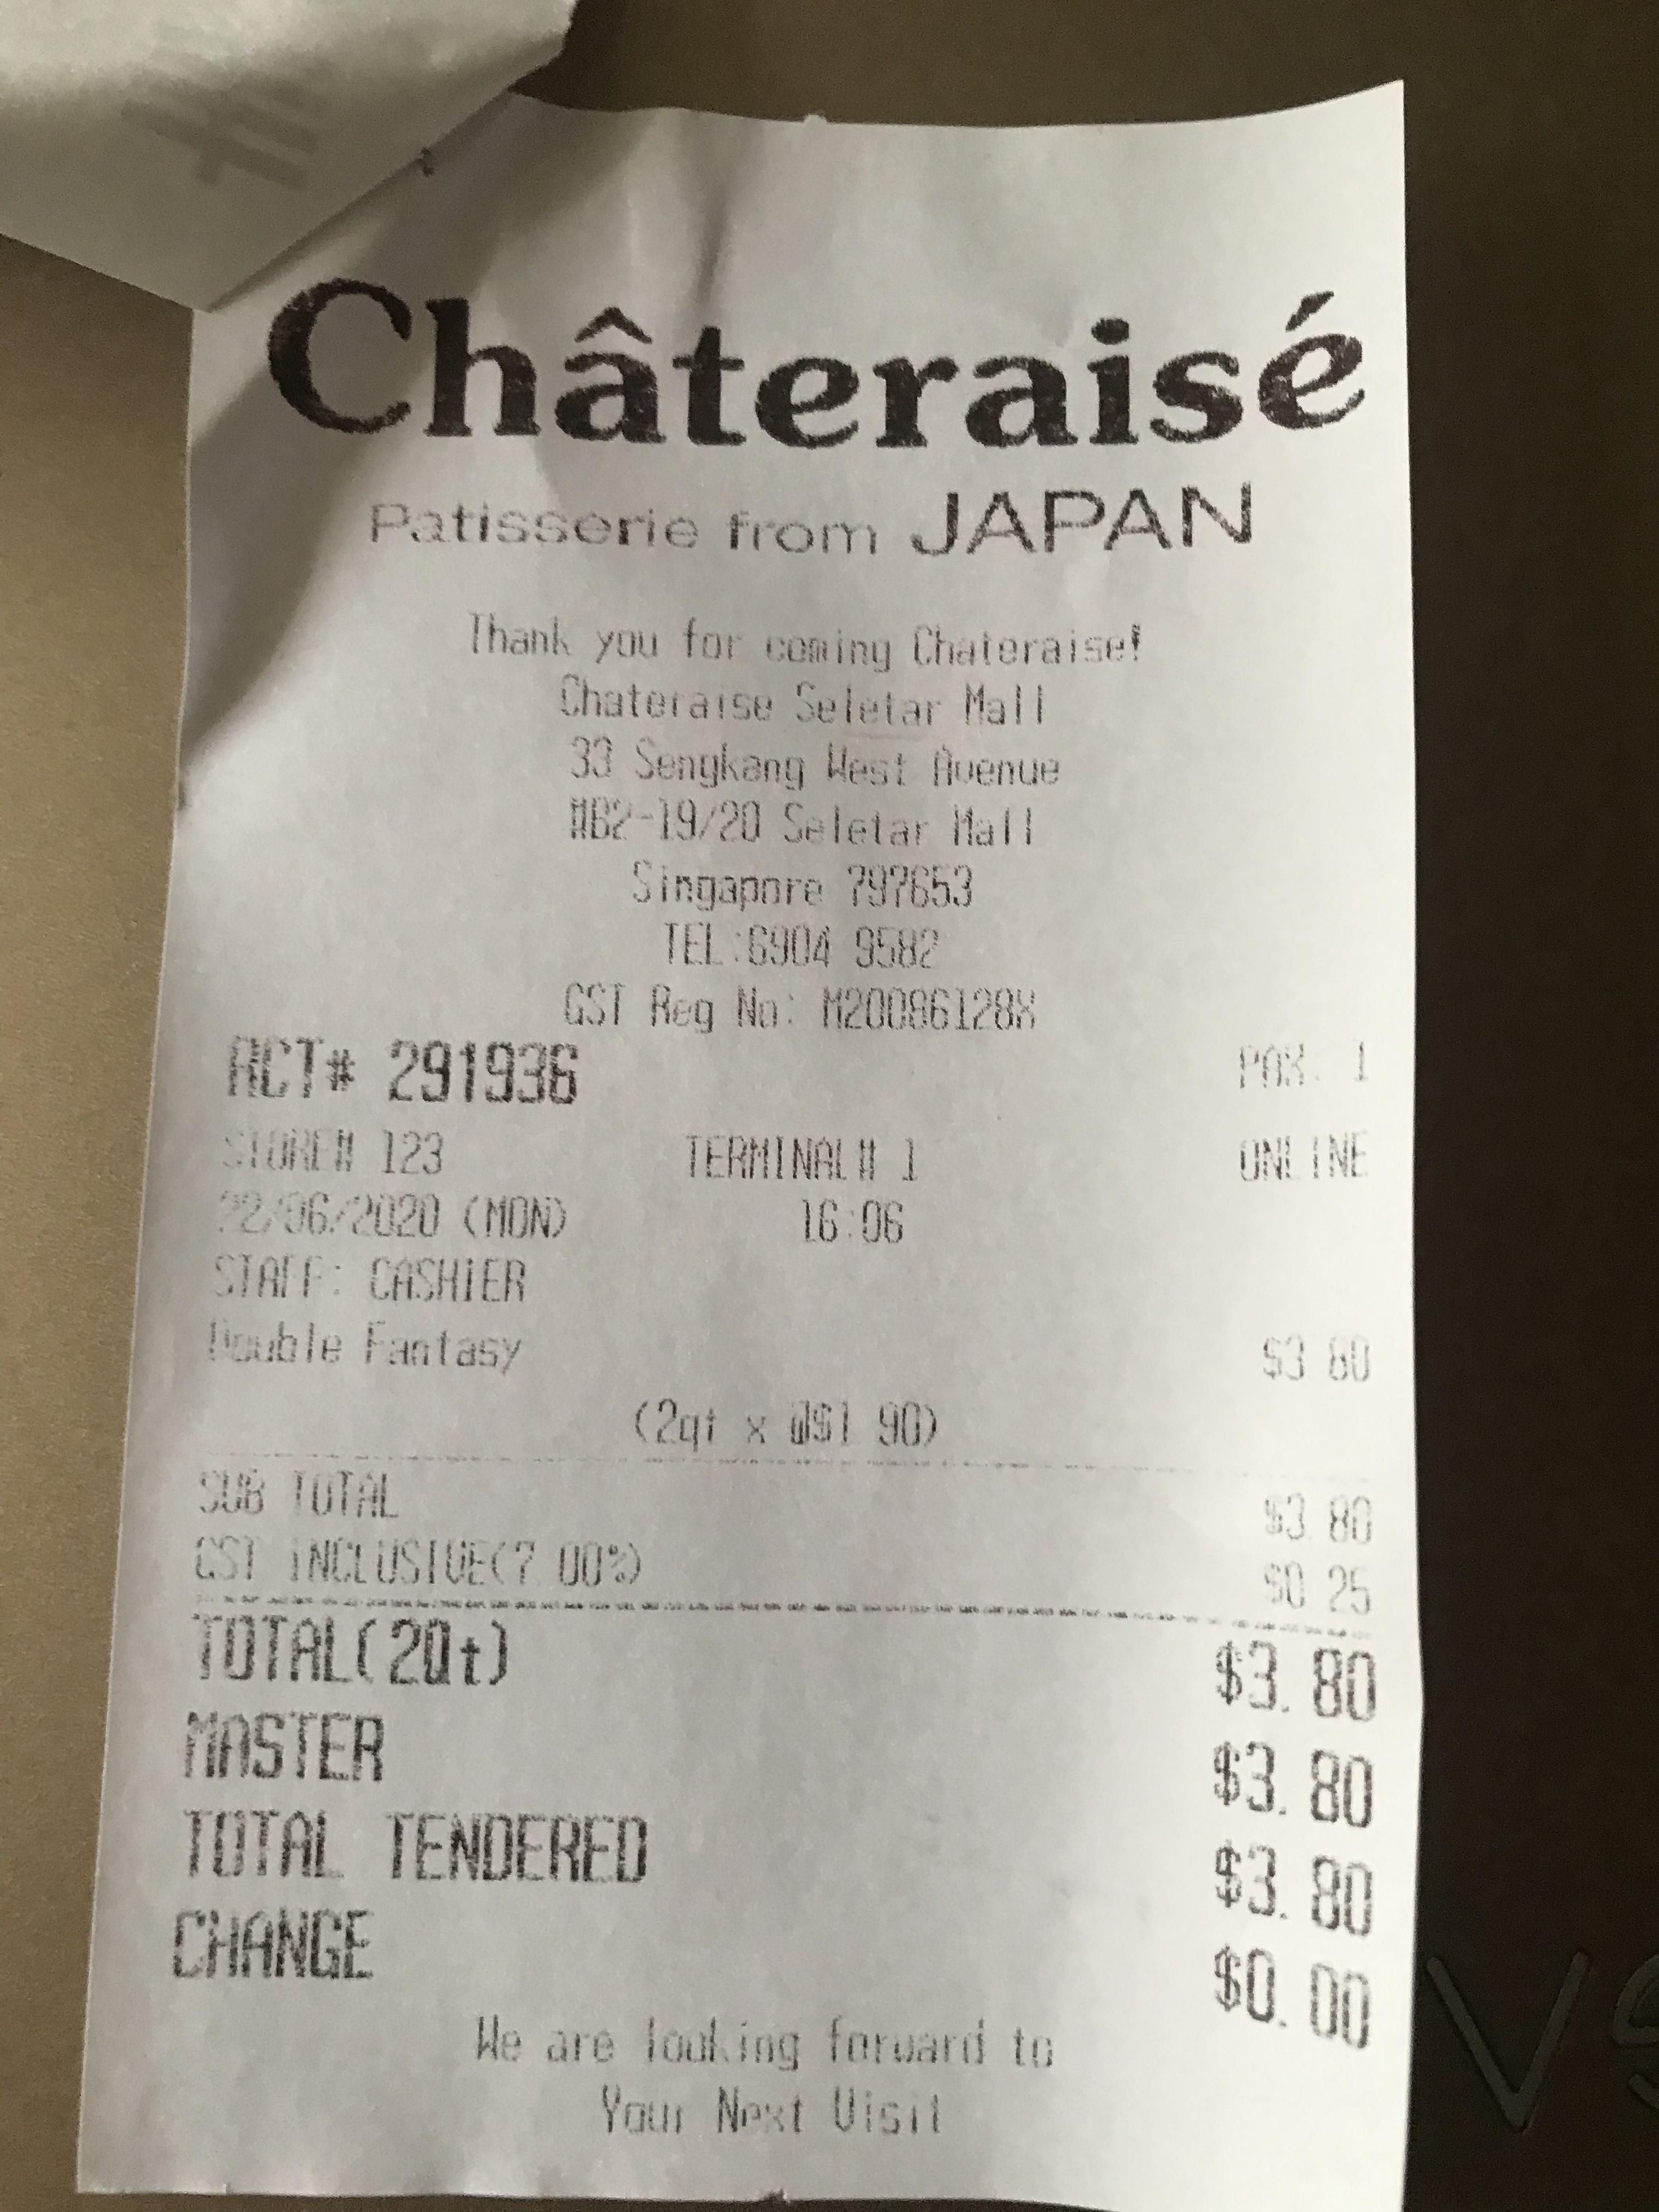 Châteraisé
Patisserie from JAPAN
Thank you for coming Chateraise!
Chateraise Seletar Mall
33 Sengkang West Avenue
#B2-19/20 Seletar Mall
Singapore 797653
TEL:6904 9582
GST Reg No: M20086128X
RCT# 291936 PAX: 1
STORE# 123 TERMINAL# 1 ONLINE
22/06/2020 (MON) 16:06
STAFF: CASHIER
Double Fantasy $3.80
(2qt x @$1.90)
SUB TOTAL $3.80
GST INCLUSIVE(7.00%) $0.25
TOTAL(2Qt) $3.80
MASTER $3.80
TOTAL TENDERED $3.80
CHANGE $0.00
We are looking forward to
Your Next Visit